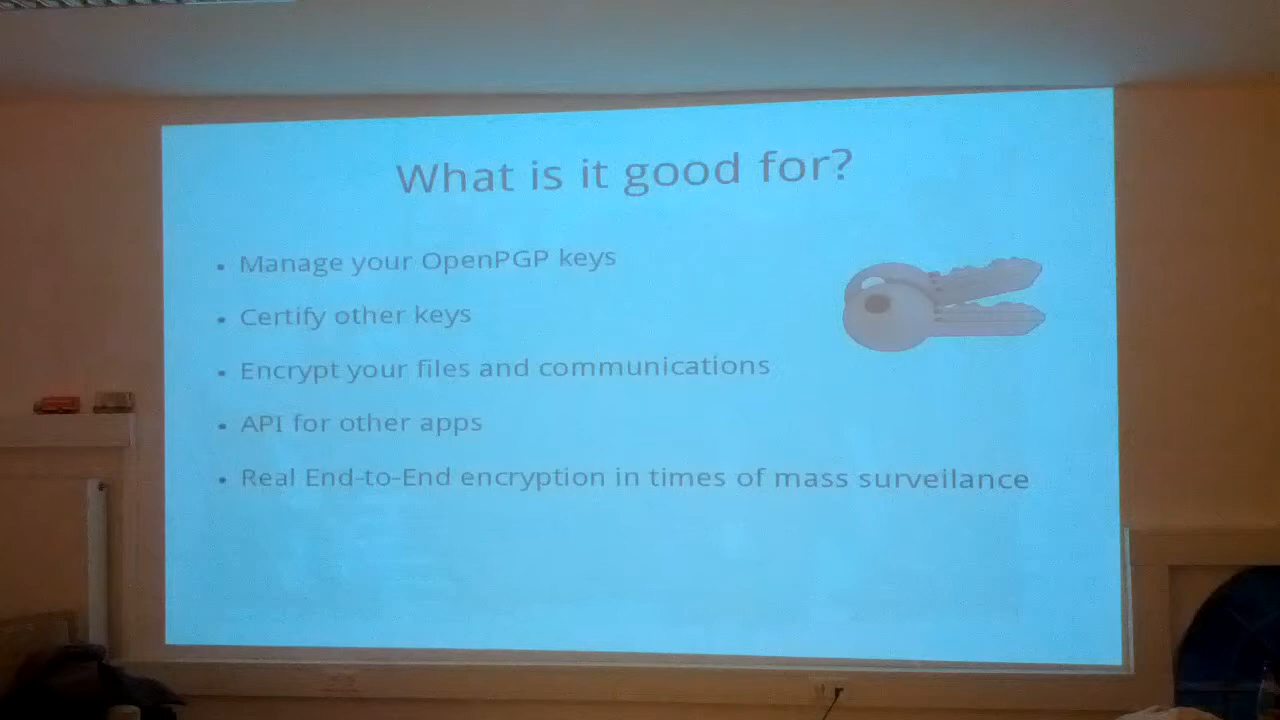 What is it good for?
• Manage your OpenPGP keys
• Certify other keys
• Encrypt your files and communications
• API for other apps
• Real End-to-End encryption in times of mass surveilance